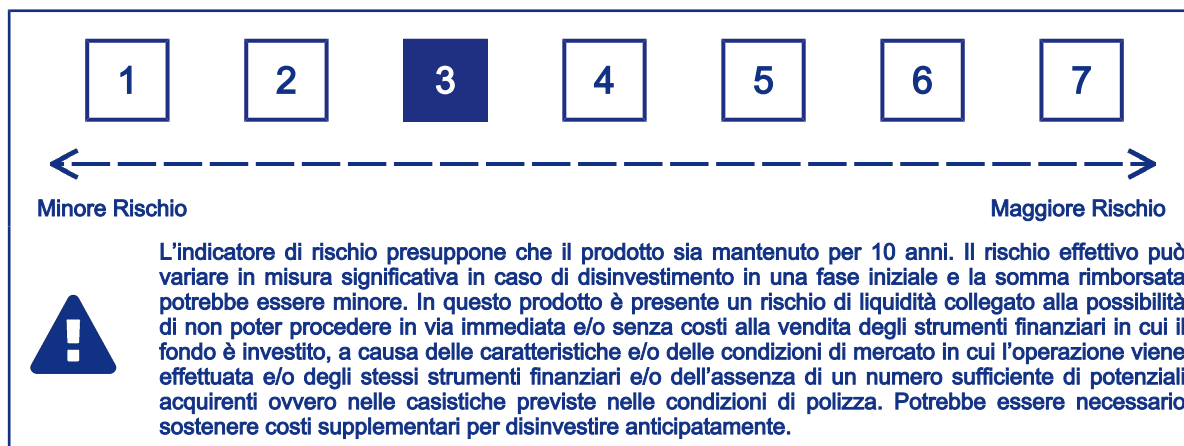 1 2 3 4 5 6 7
Minore Rischio Maggiore Rischio
L'indicatore di rischio presuppone che il prodotto sia mantenuto per 10 anni. Il rischio effettivo può
variare in misura significativa in caso di disinvestimento in una fase iniziale e la somma rimborsata
potrebbe essere minore. In questo prodotto è presente un rischio di liquidità collegato alla possibilità
di non poter procedere in via immediata e/o senza costi alla vendita degli strumenti finanziari in cui il
fondo è investito, a causa delle caratteristiche e/o delle condizioni di mercato in cui l'operazione viene
effettuata e/o degli stessi strumenti finanziari e/o dell'assenza di un numero sufficiente di potenziali
acquirenti ovvero nelle casistiche previste nelle condizioni di polizza. Potrebbe essere necessario
sostenere costi supplementari per disinvestire anticipatamente.